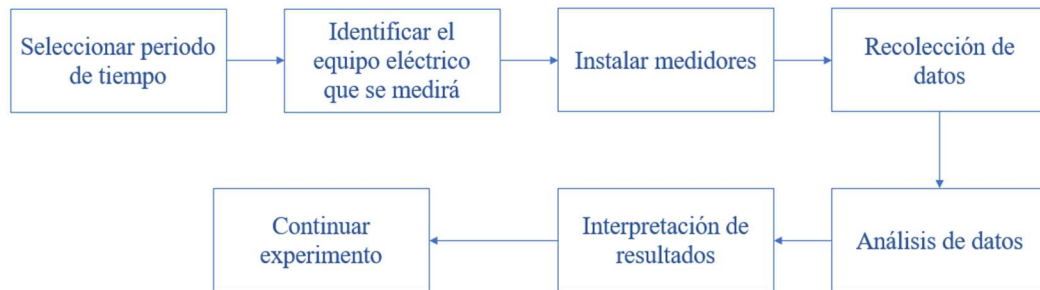 Seleccionar periodo
de tiempo
Identificar el
equipo eléctrico
que se medirá
Instalar medidores
Recolección de
datos
Análisis de datos
Interpretación de
resultados
Continuar
experimento